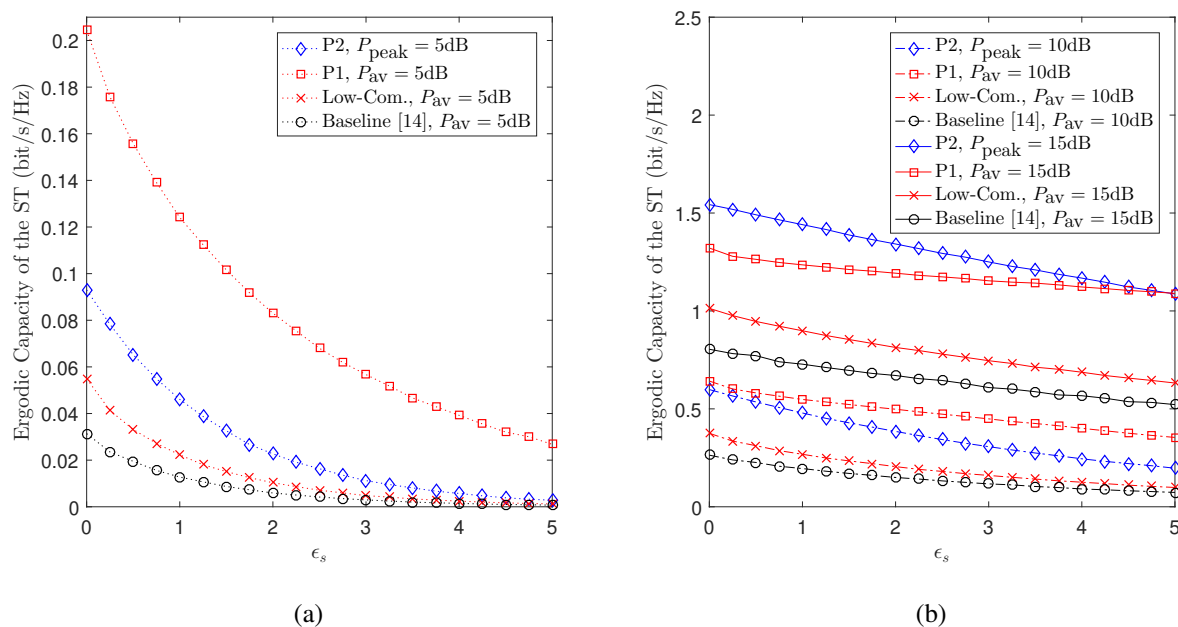 0.2
0.18
0.16
0.14
0.12
0.1
0.08
0.06
0.04
0.02
0
Ergodic Capacity of the ST (bit/s/Hz)
P2, P_peak = 5dB
P1, P_av = 5dB
Low-Com., P_av = 5dB
Baseline [14], P_av = 5dB
0 1 2 3 4 5
ϵ_s
(a)
2.5
2
1.5
1
0.5
0
Ergodic Capacity of the ST (bit/s/Hz)
P2, P_peak = 10dB
P1, P_av = 10dB
Low-Com., P_av = 10dB
Baseline [14], P_av = 10dB
P2, P_peak = 15dB
P1, P_av = 15dB
Low-Com., P_av = 15dB
Baseline [14], P_av = 15dB
0 1 2 3 4 5
ϵ_s
(b)